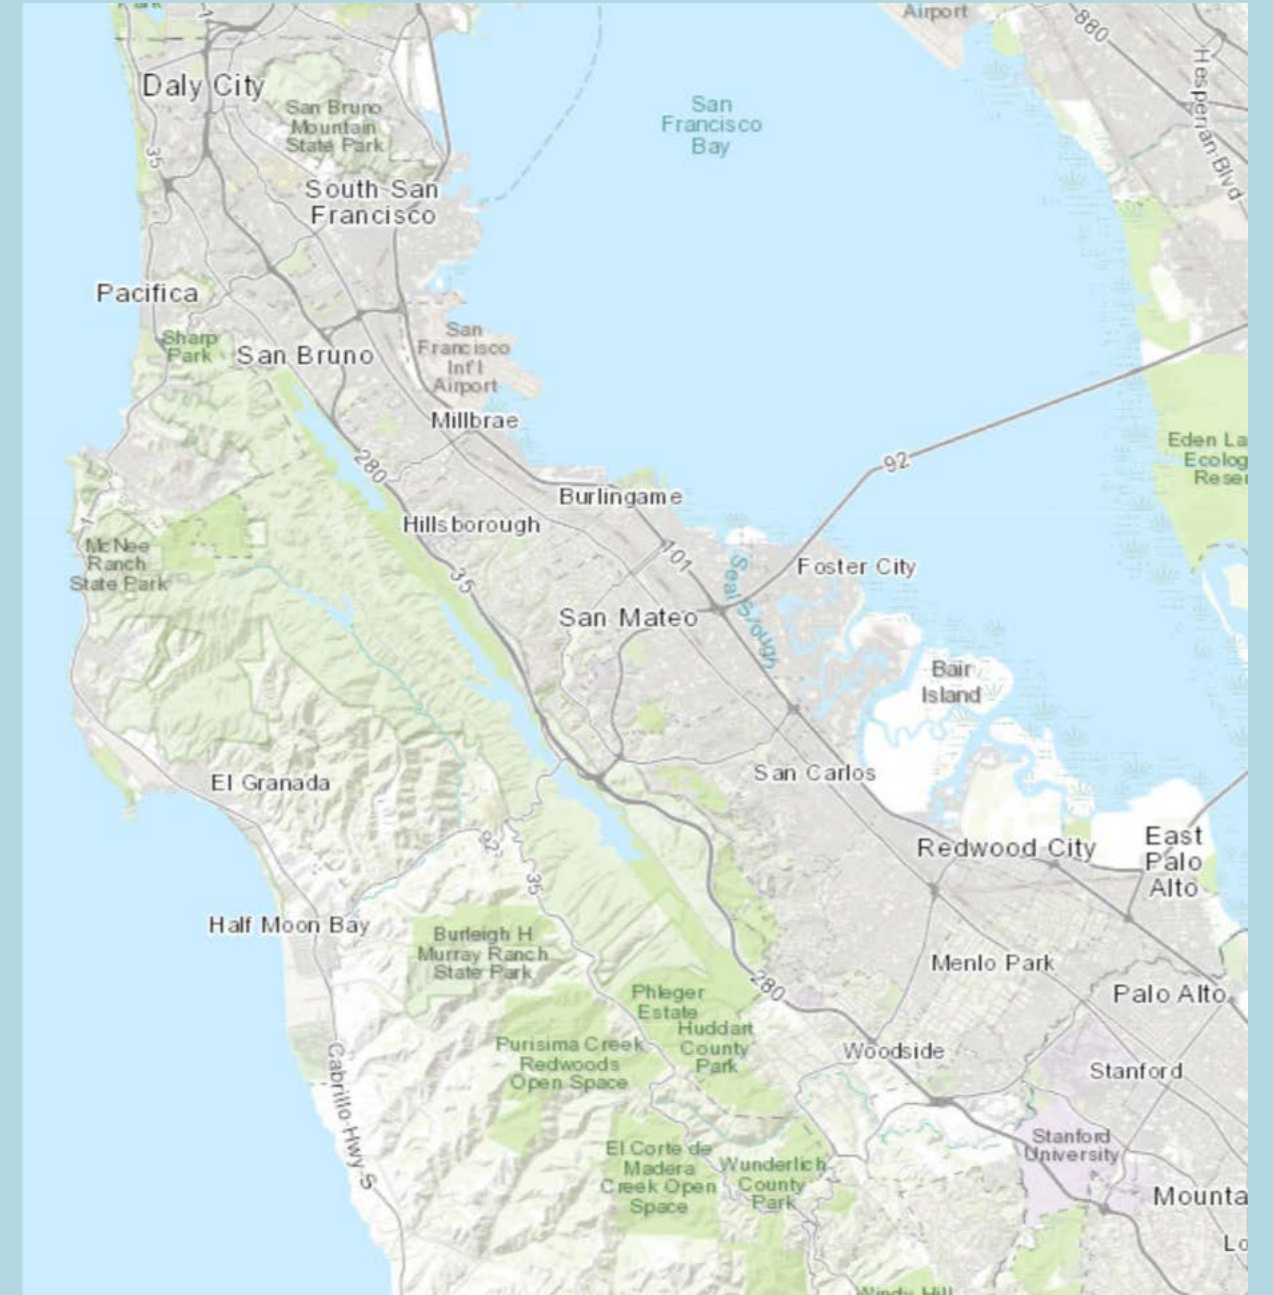 Airport
880
Hesperian Blvd
Daly City
San Bruno
Mountain
State Park
San
Francisco
Bay
35
South San
Francisco
Pacifica
Sharp
Park
San Bruno
San
Francisco
Int'l
Airport
Millbrae
92
Eden La
Ecolog
Reser
280
Burlingame
Hillsborough
101
1
McNee
Ranch
State Park
35
Seal Slough
Foster City
San Mateo
Bair
Island
El Granada
San Carlos
92
35
Redwood City
East
Palo
Alto
Half Moon Bay
Burleigh H
Murray Ranch
State Park
Menlo Park
280
Phleger
Estate
Palo Alto
Huddart
County
Park
Purisima Creek
Redwoods
Open Space
Woodside
Stanford
Cabrillo Hwy S
Stanford
University
El Corte de
Madera
Creek Open
Space
Wunderlich
County
Park
Mounta
Lo
Windy Hill